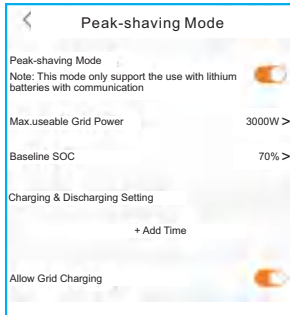 Peak-shaving Mode
Peak-shaving Mode
Note: This mode only support the use with lithium
batteries with communication
Max.useable Grid Power 3000W >
Baseline SOC 70% >
Charging & Discharging Setting
+ Add Time
Allow Grid Charging